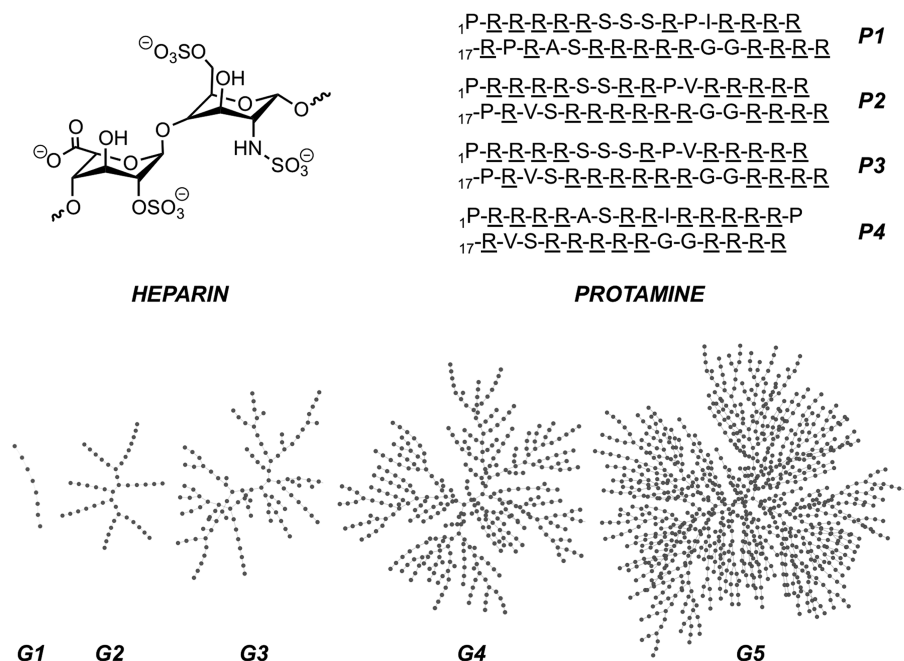 ⊖
O₃SO
OH
O
O
O
O
OH
⊖O
O
HN
SO₃⊖
O
OSO₃⊖
HEPARIN
₁P-R-R-R-R-R-S-S-S-R-P-I-R-R-R-R
₁₇-R-P-R-A-S-R-R-R-R-R-G-G-R-R-R-R
P1
₁P-R-R-R-R-S-S-R-R-P-V-R-R-R-R-R
₁₇-P-R-V-S-R-R-R-R-R-R-G-G-R-R-R-R
P2
₁P-R-R-R-R-S-S-S-R-P-V-R-R-R-R-R
₁₇-P-R-V-S-R-R-R-R-R-R-G-G-R-R-R-R
P3
₁P-R-R-R-R-A-S-R-R-I-R-R-R-R-R-P
₁₇-R-V-S-R-R-R-R-R-G-G-R-R-R-R
P4
PROTAMINE
G1 G2 G3 G4 G5